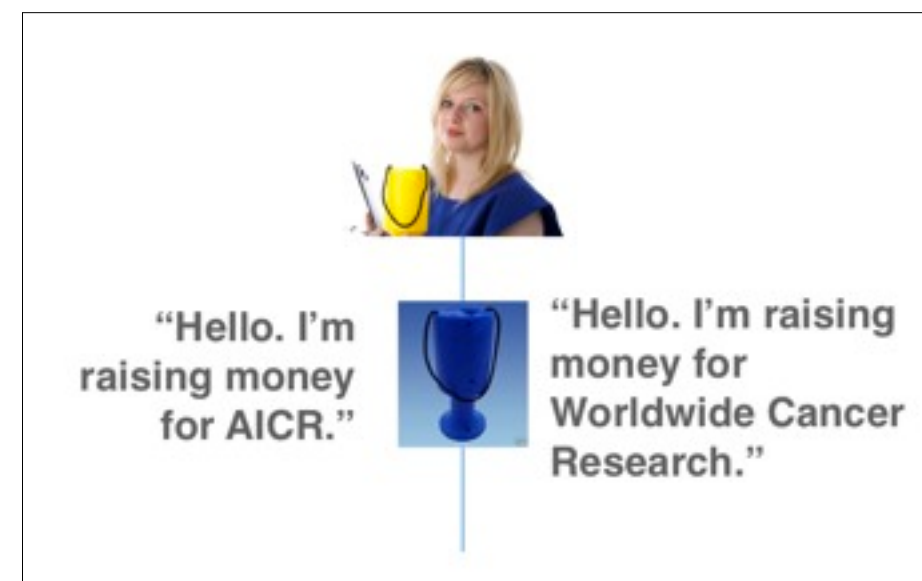 “Hello. I’m
raising money
for AICR.”
“Hello. I’m raising
money for
Worldwide Cancer
Research.”